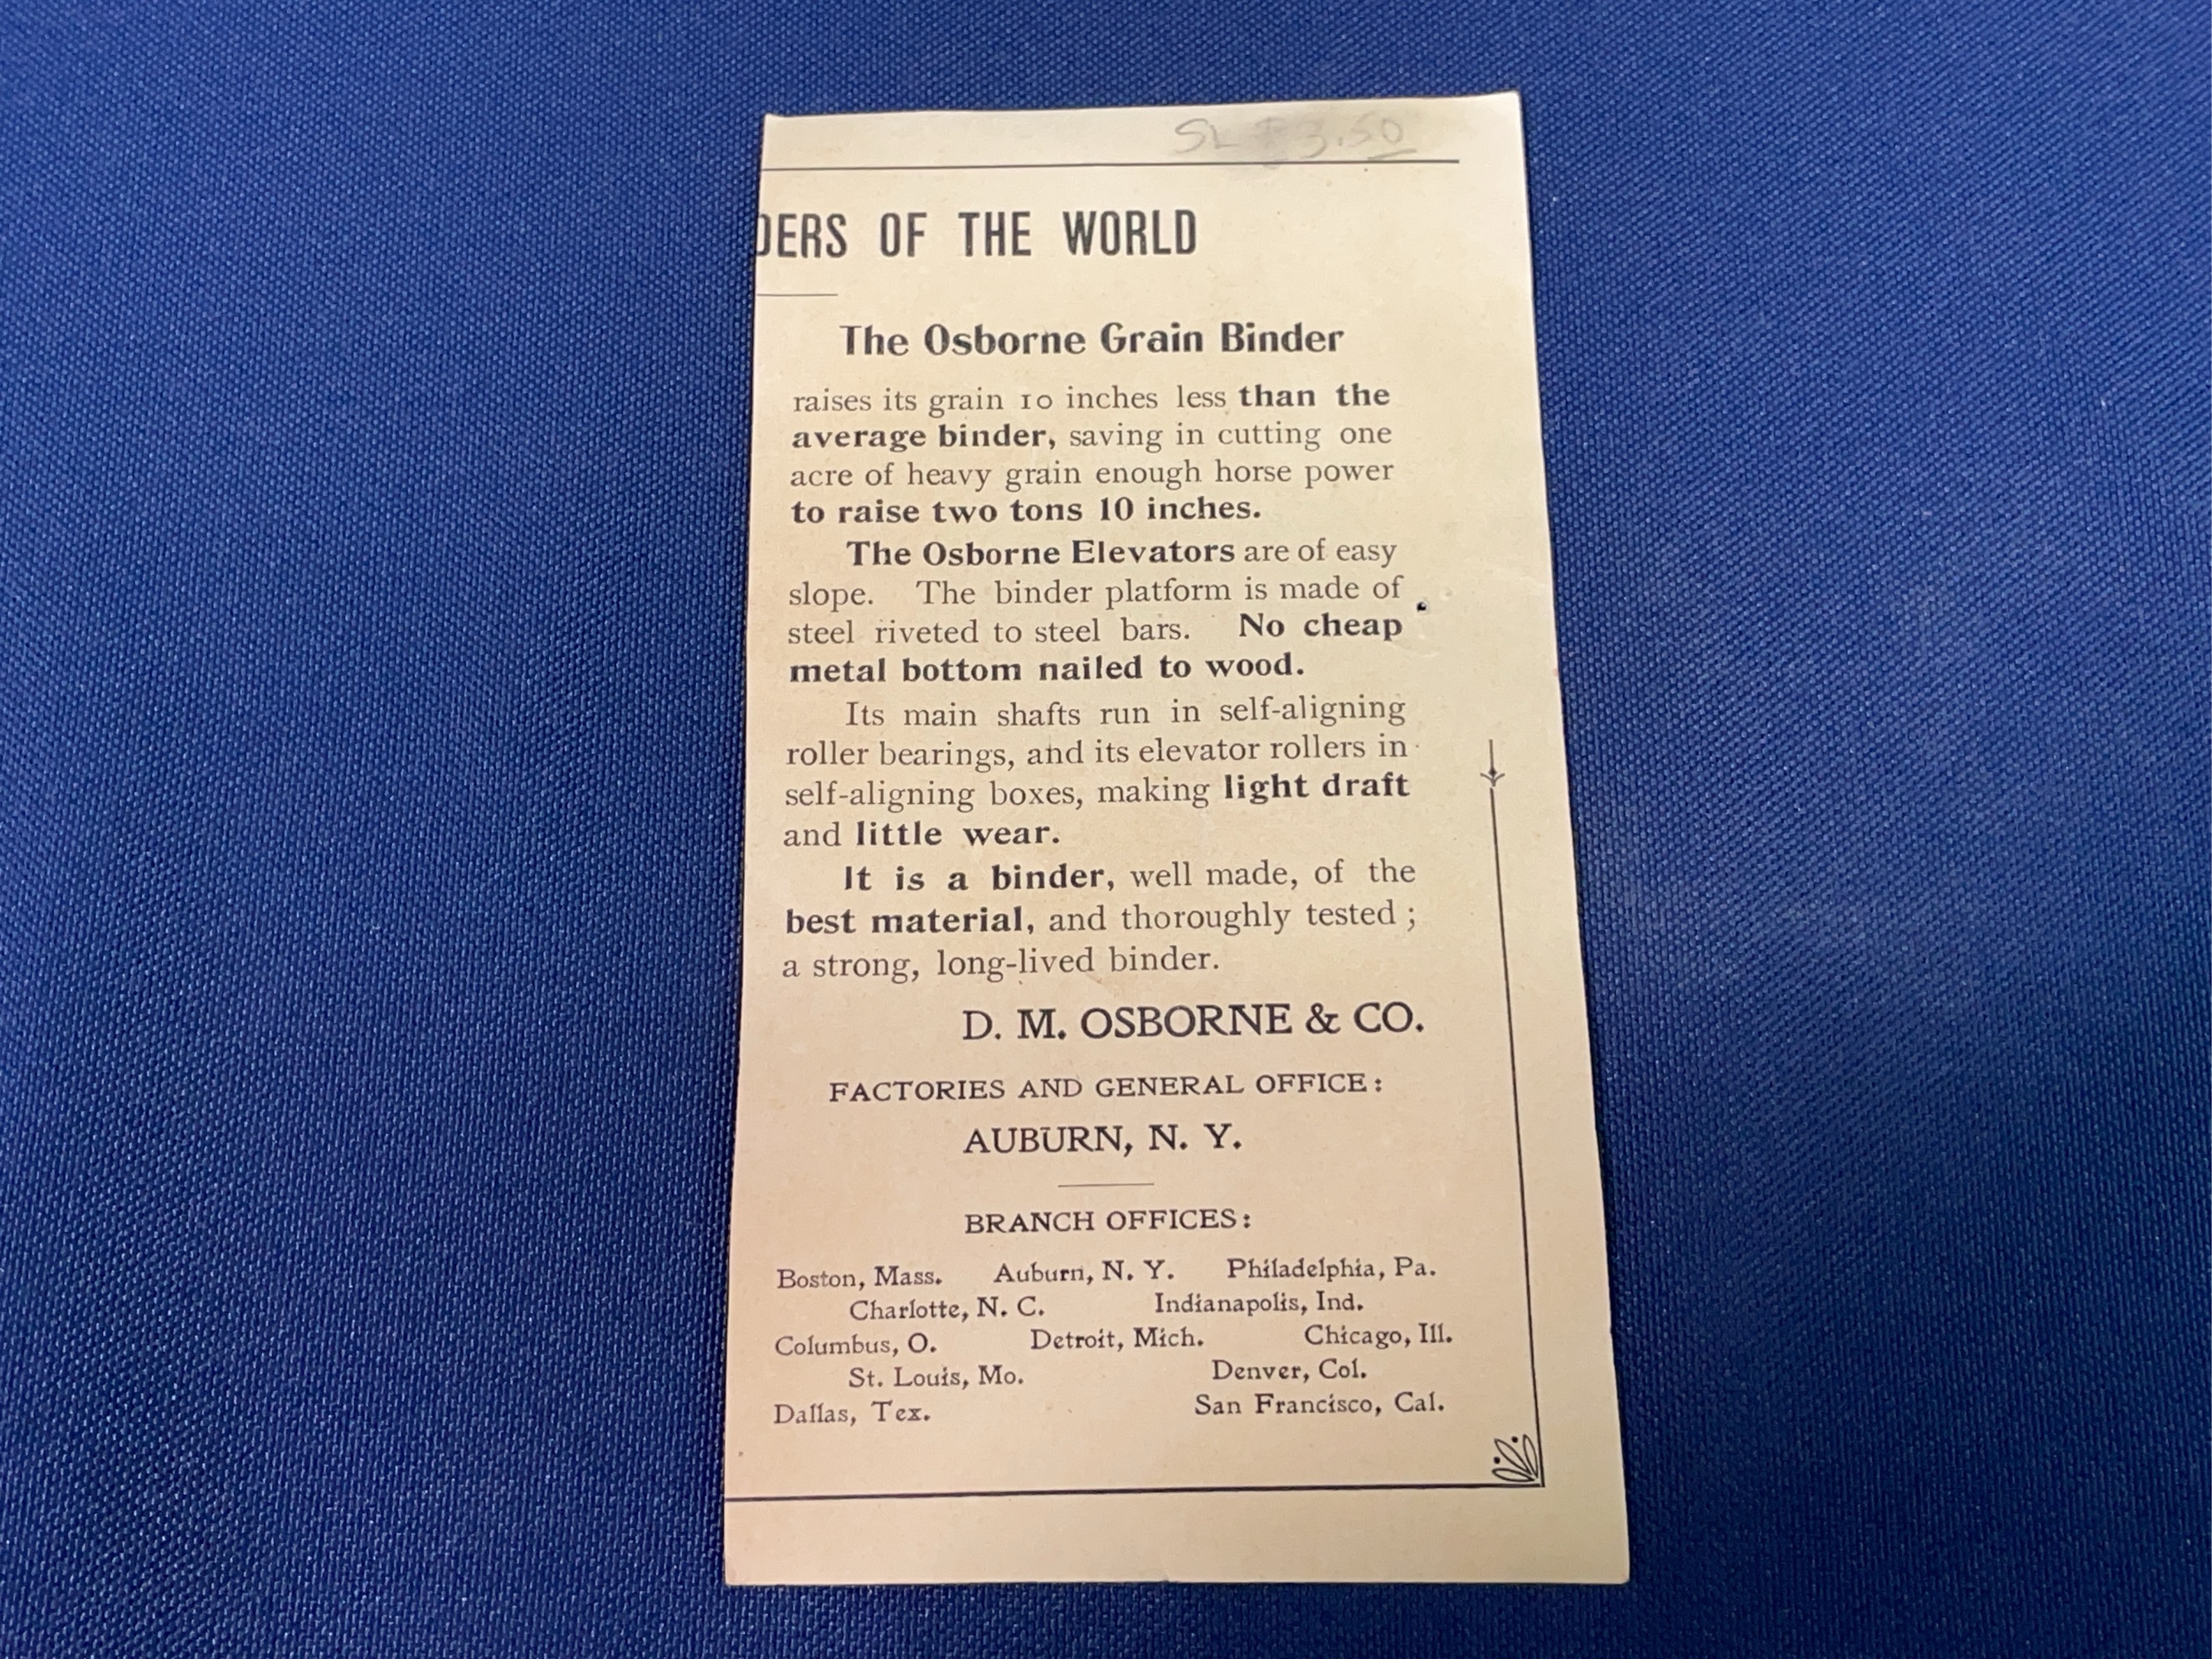 SL $3.50
DERS OF THE WORLD
The Osborne Grain Binder
raises its grain 10 inches less than the
average binder, saving in cutting one
acre of heavy grain enough horse power
to raise two tons 10 inches.
The Osborne Elevators are of easy
slope. The binder platform is made of
steel riveted to steel bars. No cheap
metal bottom nailed to wood.
Its main shafts run in self-aligning
roller bearings, and its elevator rollers in
self-aligning boxes, making light draft
and little wear.
It is a binder, well made, of the
best material, and thoroughly tested ;
a strong, long-lived binder.
D. M. OSBORNE & CO.
FACTORIES AND GENERAL OFFICE:
AUBURN, N. Y.
BRANCH OFFICES:
Boston, Mass. Auburn, N. Y. Philadelphia, Pa.
Charlotte, N. C. Indianapolis, Ind.
Columbus, O. Detroit, Mich. Chicago, Ill.
St. Louis, Mo. Denver, Col.
Dallas, Tex. San Francisco, Cal.